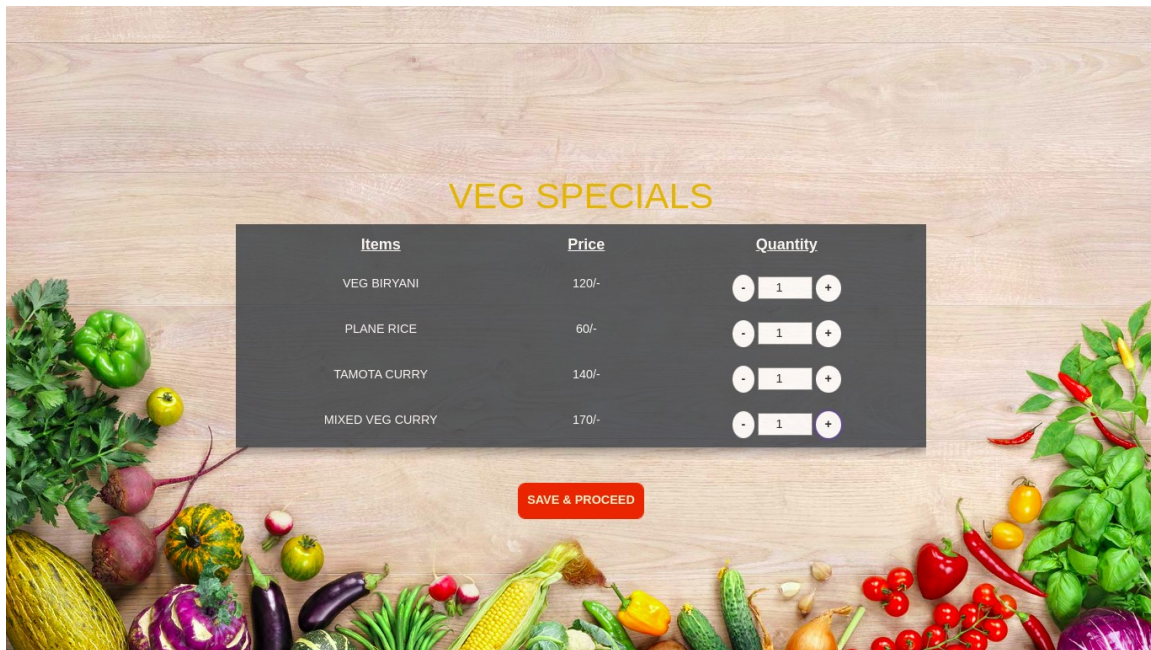 VEG SPECIALS
Items Price Quantity
VEG BIRYANI 120/- - 1 +
PLANE RICE 60/- - 1 +
TAMOTA CURRY 140/- - 1 +
MIXED VEG CURRY 170/- - 1 +
SAVE & PROCEED